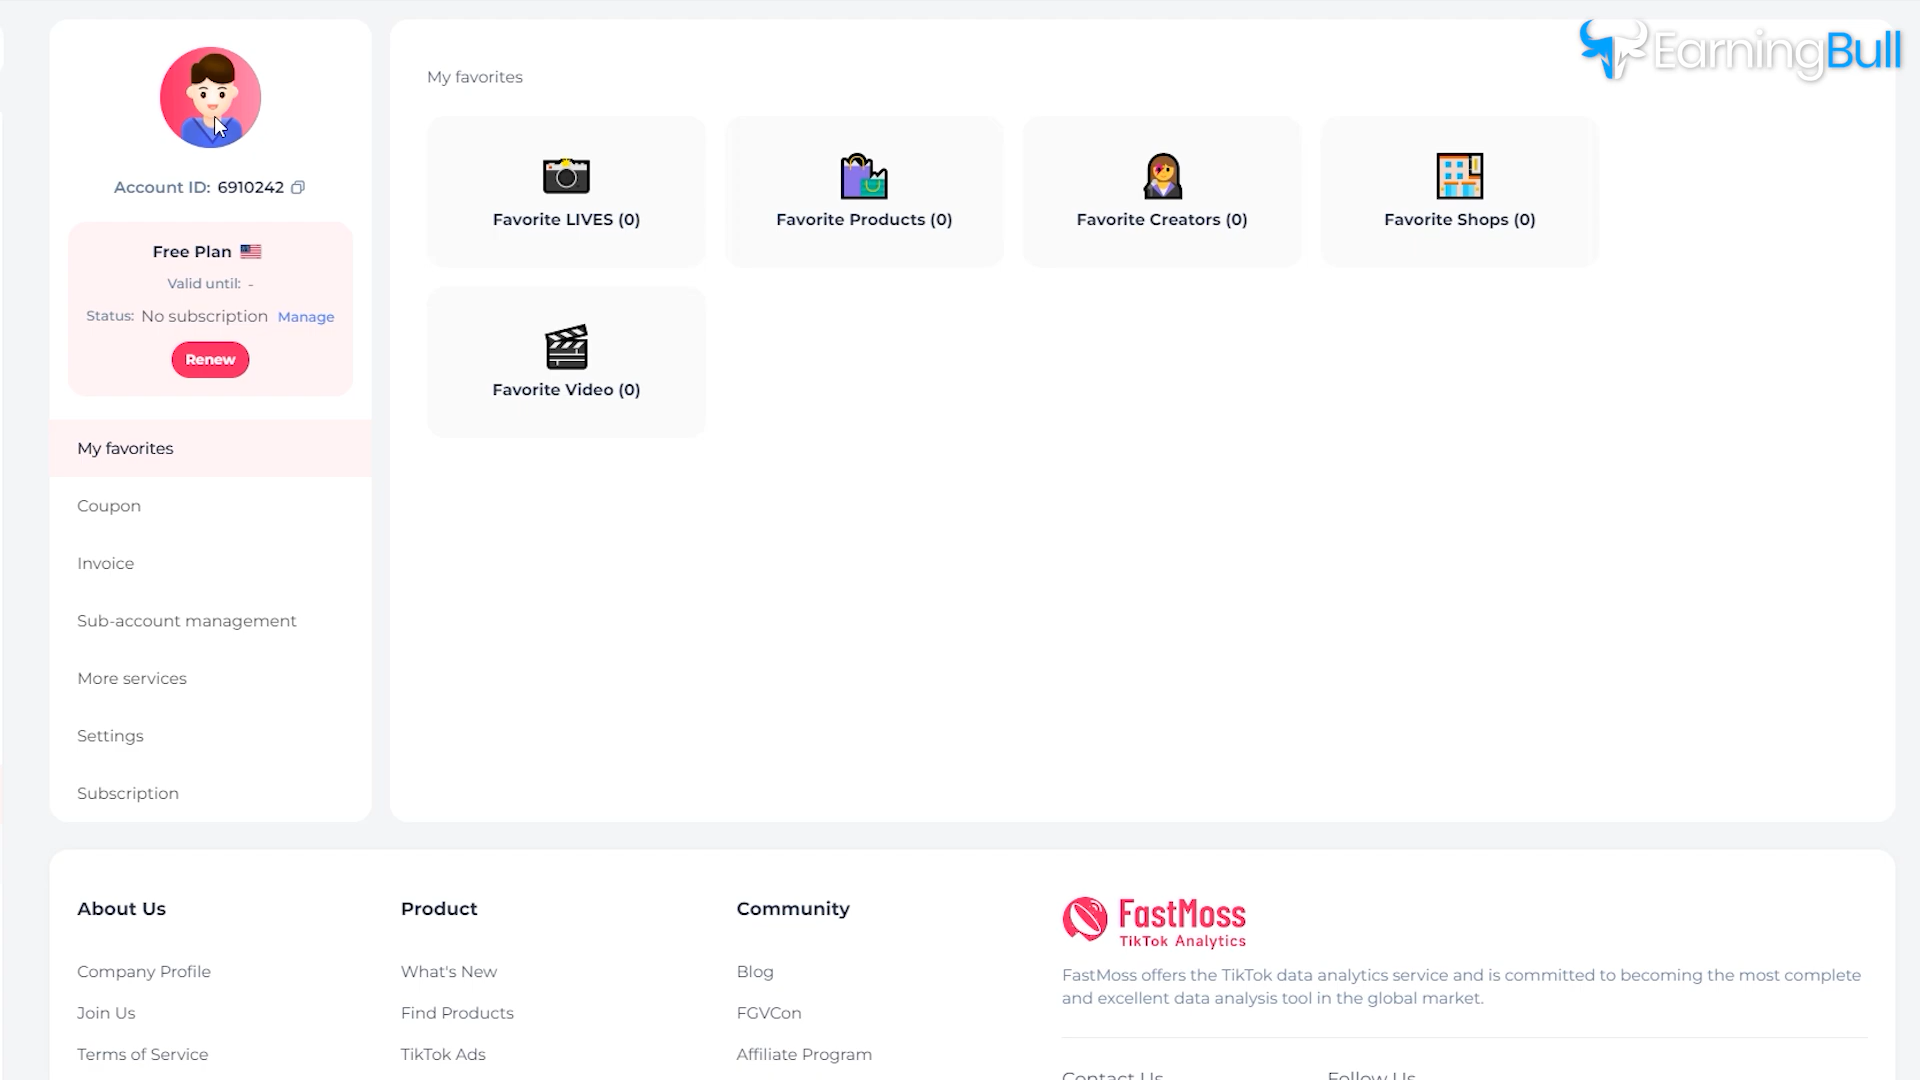 EarningBull
Account ID: 6910242
Free Plan
Valid until: -
Status: No subscription Manage
Renew
My favorites
Coupon
Invoice
Sub-account management
More services
Settings
Subscription
My favorites
Favorite LIVES (0)
Favorite Products (0)
Favorite Creators (0)
Favorite Shops (0)
Favorite Video (0)
About Us
Company Profile
Join Us
Terms of Service
Product
What's New
Find Products
TikTok Ads
Community
Blog
FGVCon
Affiliate Program
FastMoss
TikTok Analytics
FastMoss offers the TikTok data analytics service and is committed to becoming the most complete
and excellent data analysis tool in the global market.
Contact Us
Follow Us